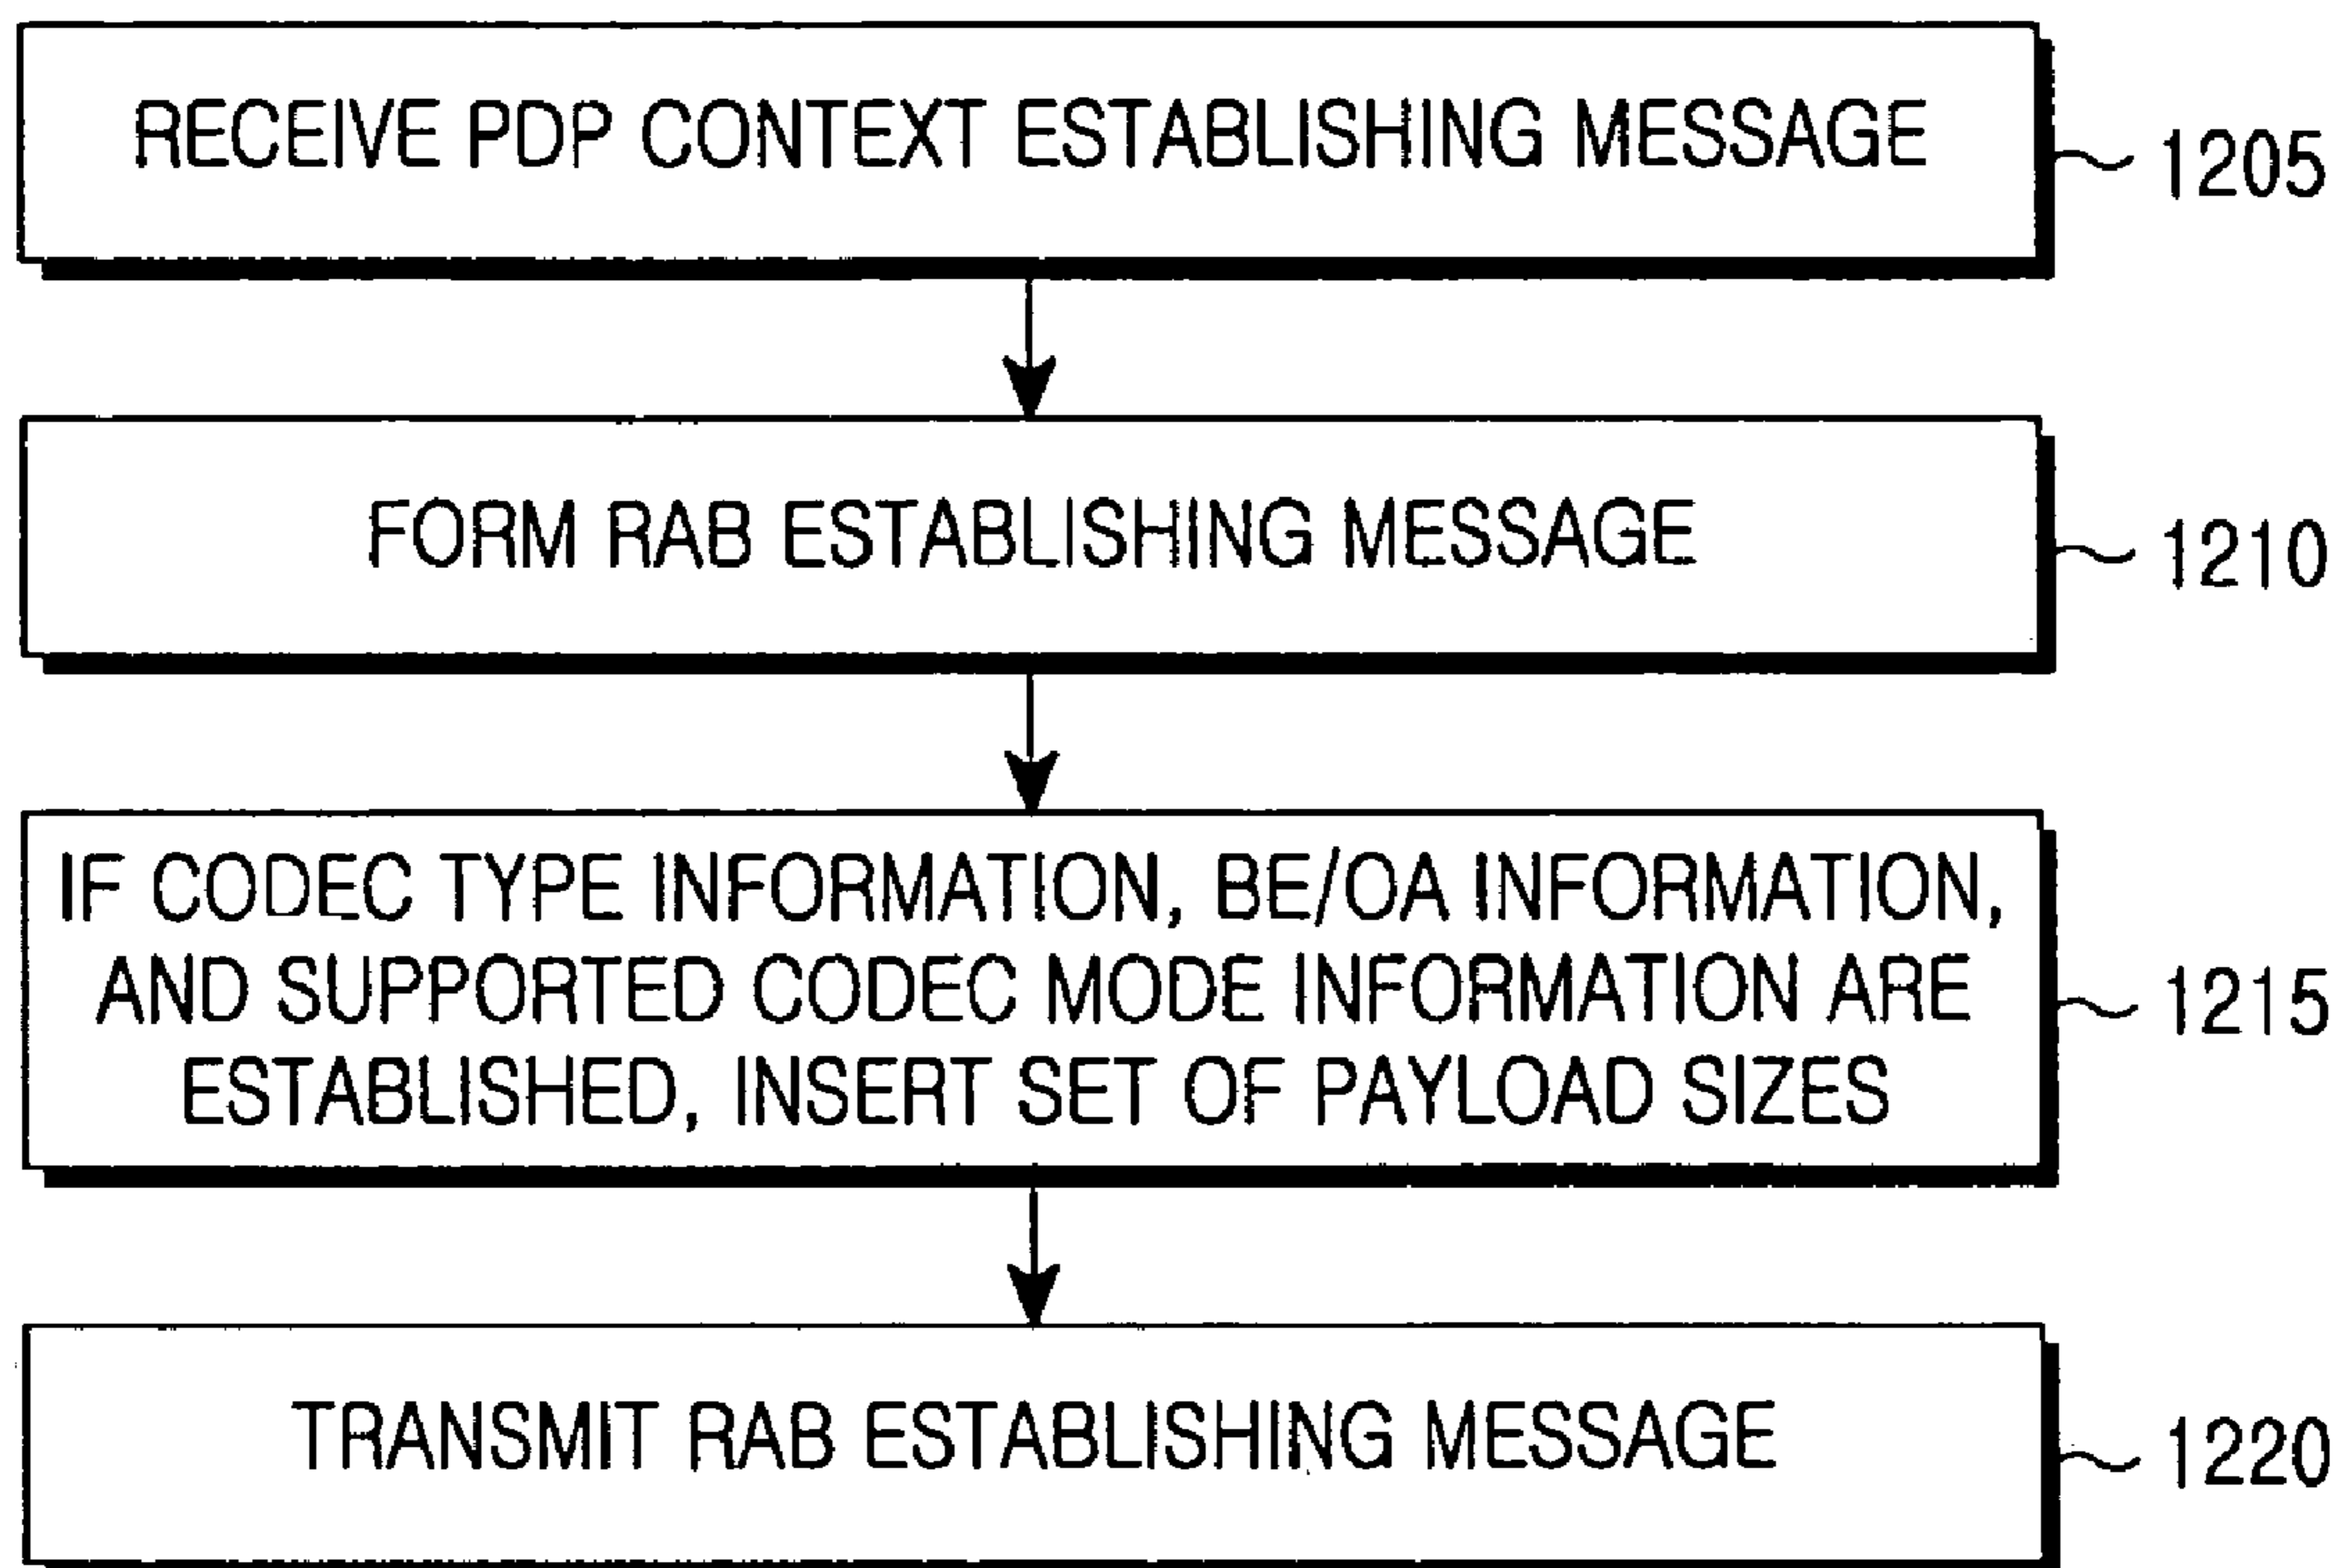 RECEIVE PDP CONTEXT ESTABLISHING MESSAGE
1205
FORM RAB ESTABLISHING MESSAGE
1210
IF CODEC TYPE INFORMATION, BE/OA INFORMATION,
AND SUPPORTED CODEC MODE INFORMATION ARE
ESTABLISHED, INSERT SET OF PAYLOAD SIZES
1215
TRANSMIT RAB ESTABLISHING MESSAGE
1220